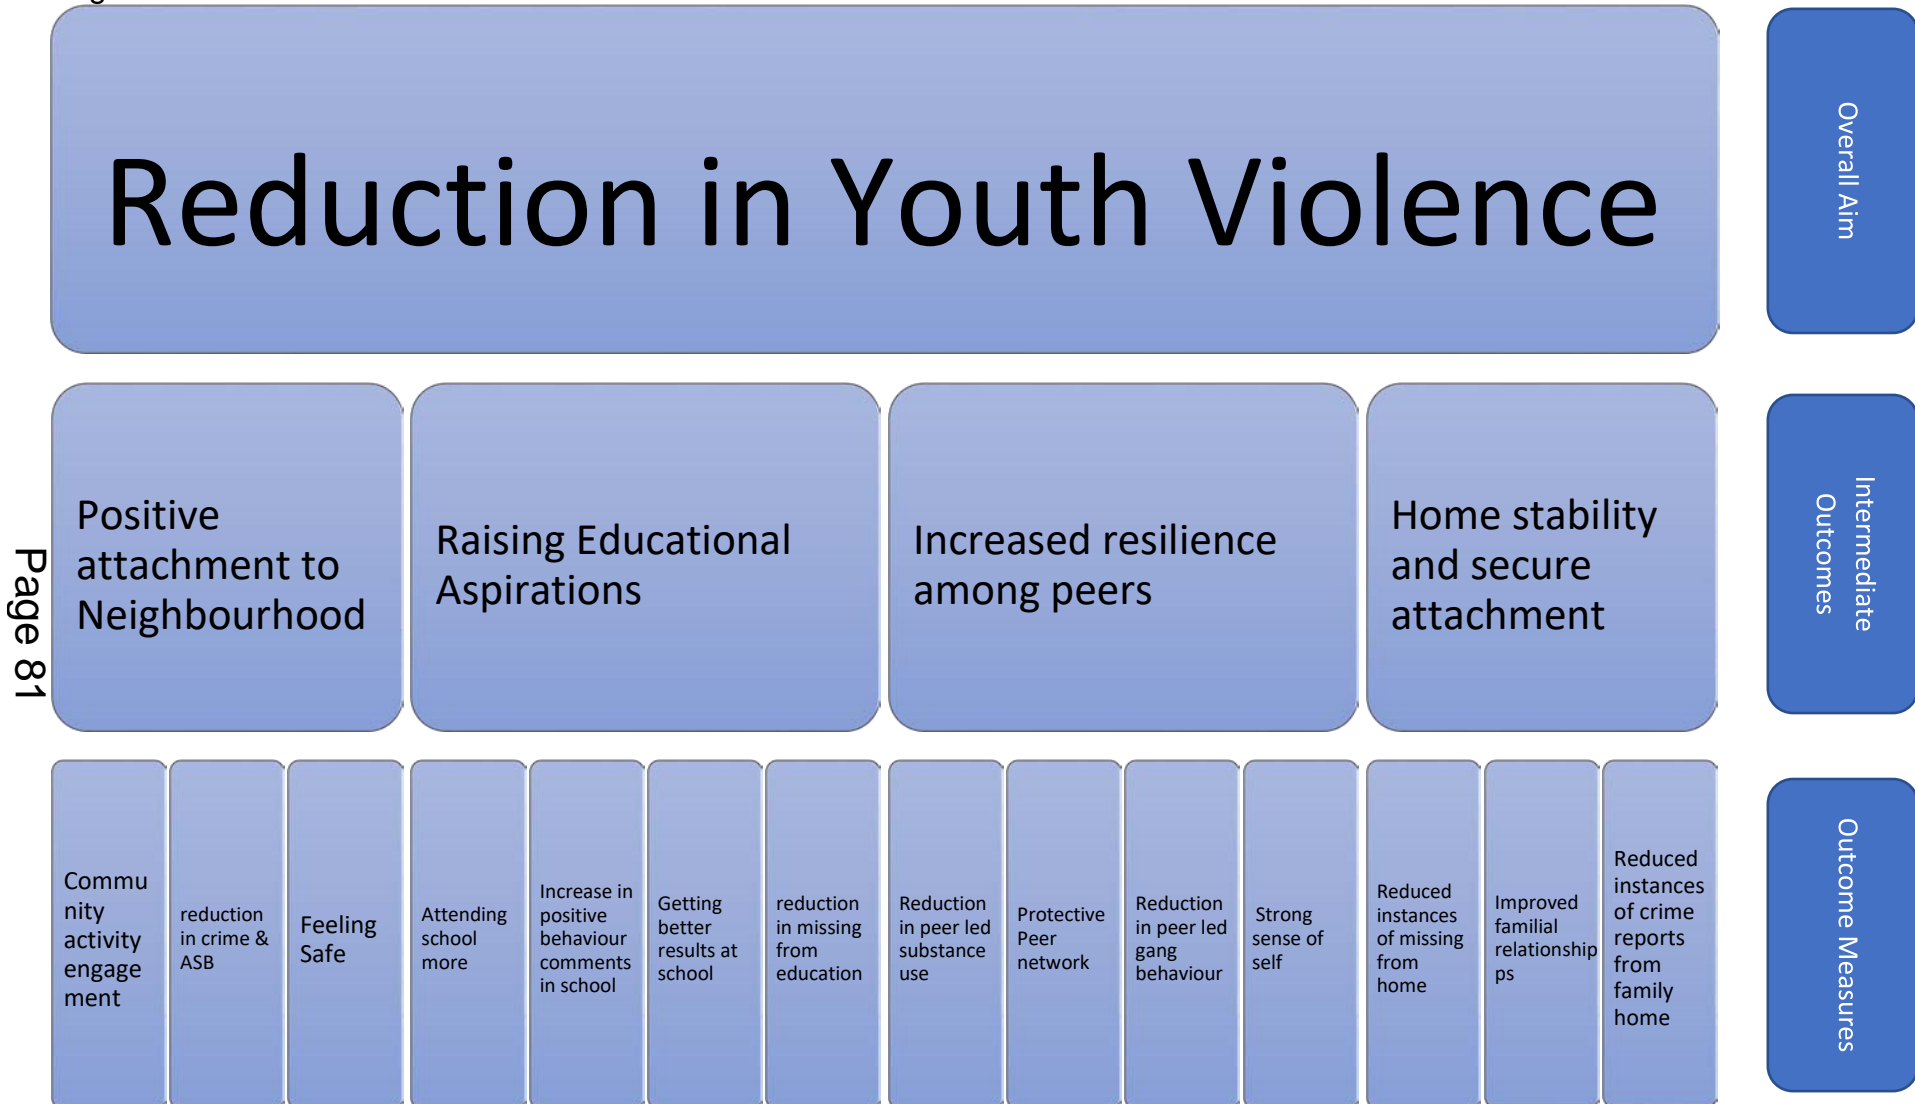 Reduction in Youth Violence
Overall Aim
Positive
attachment to
Neighbourhood
Raising Educational
Aspirations
Increased resilience
among peers
Home stability
and secure
attachment
Intermediate
Outcomes
Page 81
Commu
nity
activity
engage
ment
reduction
in crime &
ASB
Feeling
Safe
Attending
school
more
Increase in
positive
behaviour
comments
in school
Getting
better
results at
school
reduction
in missing
from
education
Reduction
in peer led
substance
use
Protective
Peer
network
Reduction
in peer led
gang
behaviour
Strong
sense of
self
Reduced
instances
of missing
from
home
Improved
familial
relationship
ps
Reduced
instances
of crime
reports
from
family
home
Outcome Measures